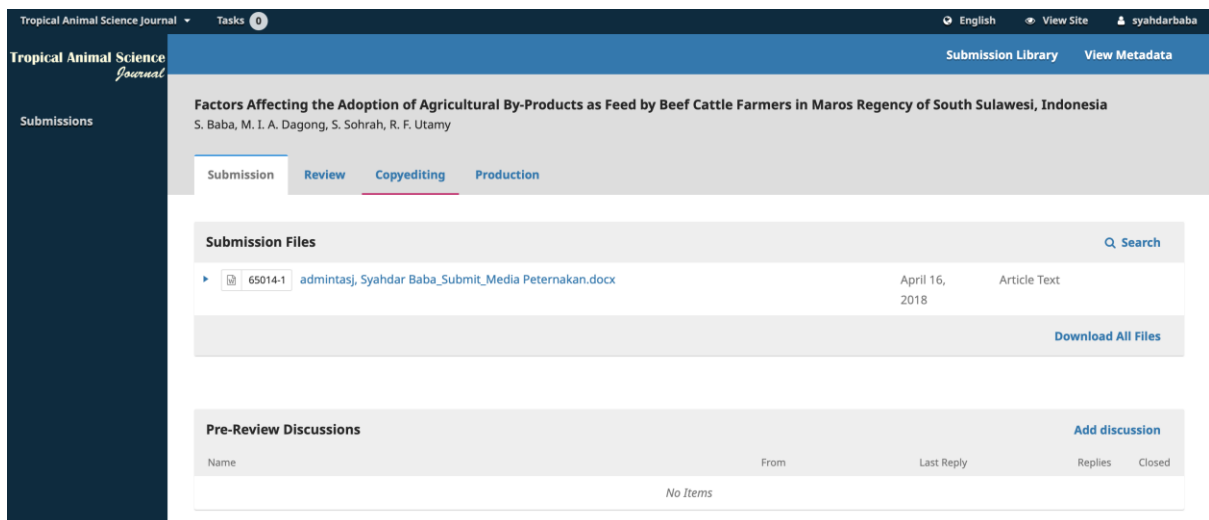 Tropical Animal Science Journal Tasks 0 English View Site syahdarbaba
Tropical Animal Science
Journal
Submission Library View Metadata
Submissions
Factors Affecting the Adoption of Agricultural By-Products as Feed by Beef Cattle Farmers in Maros Regency of South Sulawesi, Indonesia
S. Baba, M. I. A. Dagong, S. Sohrah, R. F. Utamy
Submission Review Copyediting Production
Submission Files Search
65014-1 admintasj, Syahdar Baba_Submit_Media Peternakan.docx April 16, Article Text
2018
Download All Files
Pre-Review Discussions Add discussion
Name From Last Reply Replies Closed
No Items